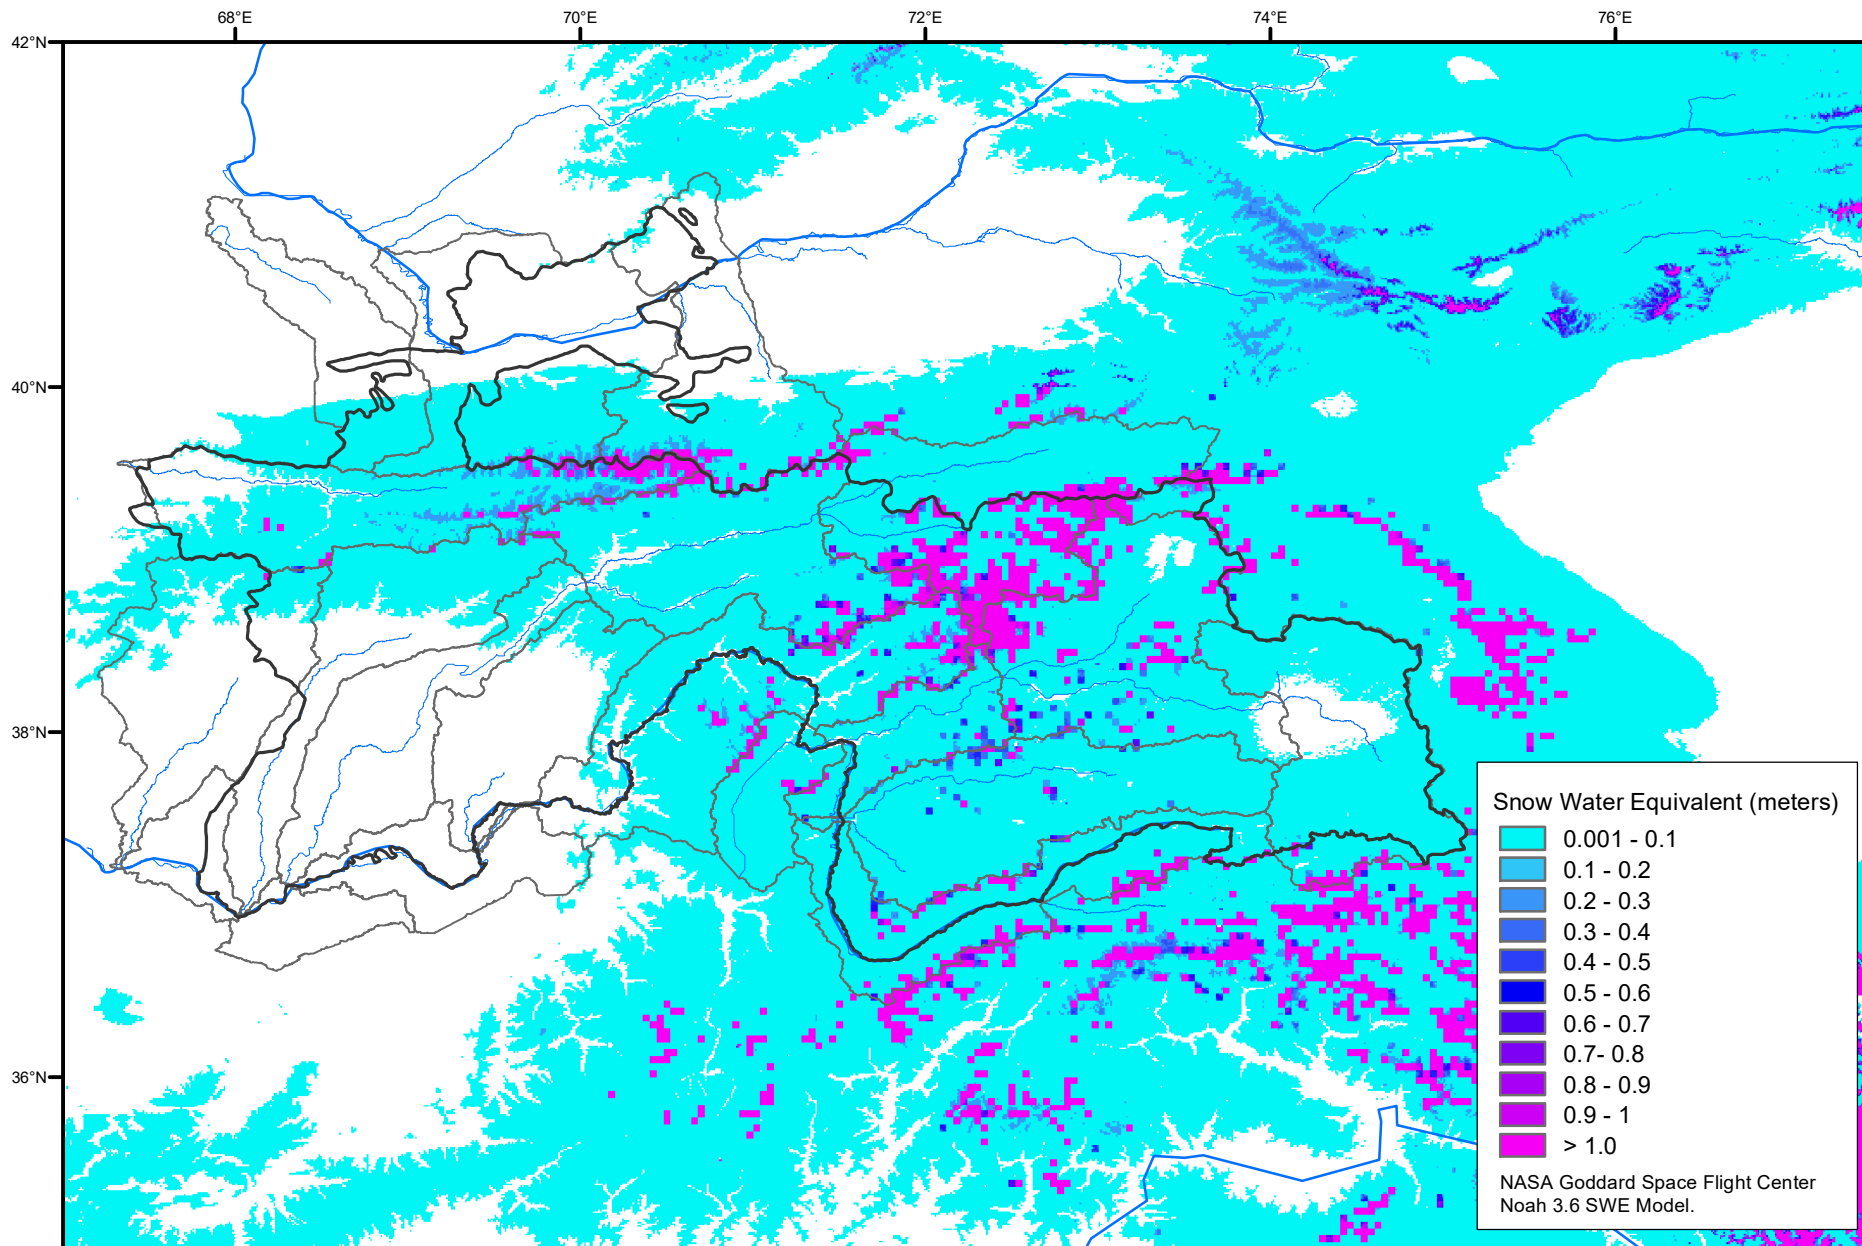 68°E 70°E 72°E 74°E 76°E
42°N
40°N
38°N
36°N
Snow Water Equivalent (meters)
0.001 - 0.1
0.1 - 0.2
0.2 - 0.3
0.3 - 0.4
0.4 - 0.5
0.5 - 0.6
0.6 - 0.7
0.7- 0.8
0.8 - 0.9
0.9 - 1
> 1.0
NASA Goddard Space Flight Center
Noah 3.6 SWE Model.